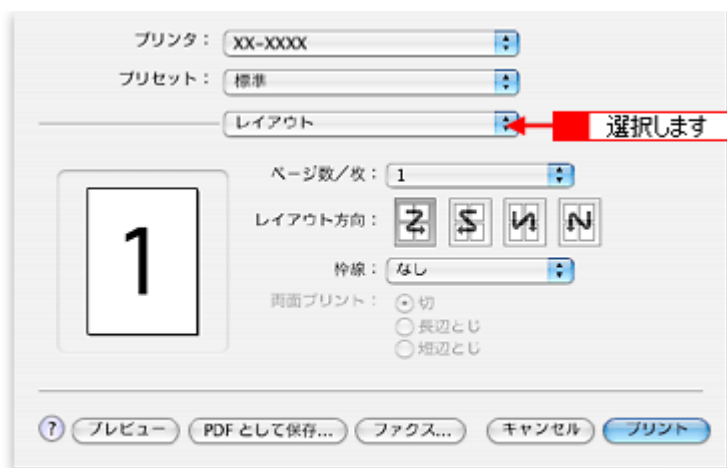 プリンタ： XX-XXXX
プリセット： 標準
レイアウト
選択します
ページ数／枚： 1
レイアウト方向：
枠線： なし
両面プリント： 切
長辺とじ
短辺とじ
1
? プレビュー PDF として保存... ファクス... キャンセル プリント